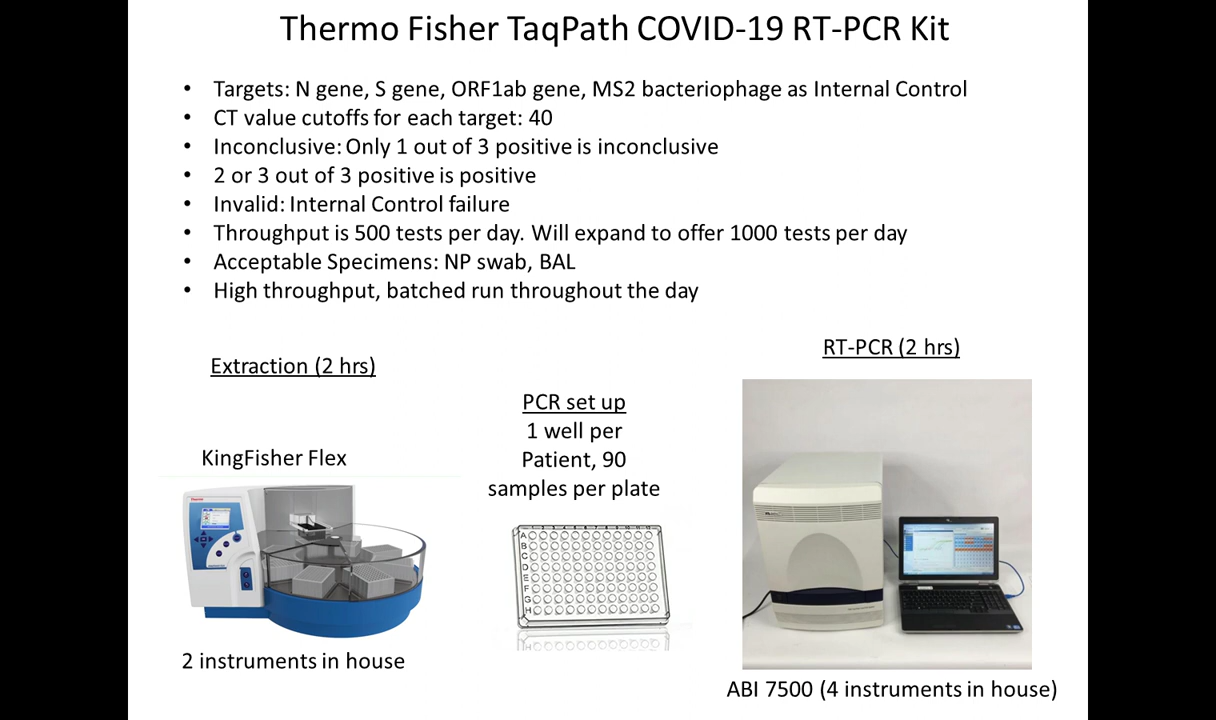 Thermo Fisher TaqPath COVID-19 RT-PCR Kit
• Targets: N gene, S gene, ORF1ab gene, MS2 bacteriophage as Internal Control
• CT value cutoffs for each target: 40
• Inconclusive: Only 1 out of 3 positive is inconclusive
• 2 or 3 out of 3 positive is positive
• Invalid: Internal Control failure
• Throughput is 500 tests per day. Will expand to offer 1000 tests per day
• Acceptable Specimens: NP swab, BAL
• High throughput, batched run throughout the day
Extraction (2 hrs)
KingFisher Flex
2 instruments in house
PCR set up
1 well per
Patient, 90
samples per plate
A
B
C
D
E
F
G
H
RT-PCR (2 hrs)
ABI 7500 (4 instruments in house)